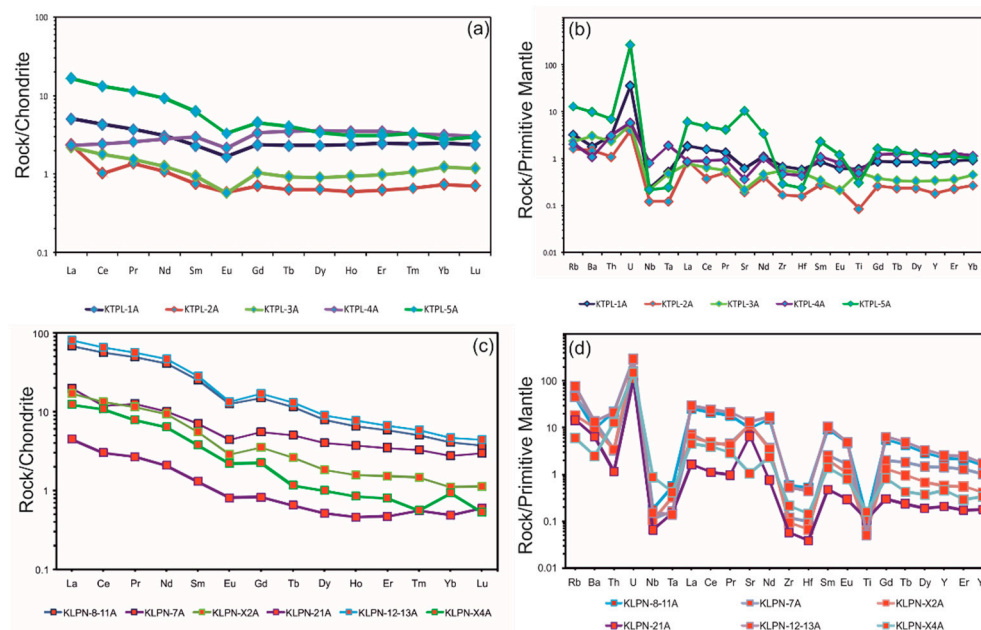 (a)
Rock/Chondrite
100
10
1
0.1
La Ce Pr Nd Sm Eu Gd Tb Dy Ho Er Tm Yb Lu
KTPL-1A KTPL-2A KTPL-3A KTPL-4A KTPL-5A
(b)
Rock/Primitive Mantle
100
10
1
0.1
0.01
Rb Ba Th U Nb Ta La Ce Pr Sr Nd Zr Hf Sm Eu Ti Gd Tb Dy Y Er Yb
KTPL-1A KTPL-2A KTPL-3A KTPL-4A KTPL-5A
(c)
Rock/Chondrite
100
10
1
0.1
La Ce Pr Nd Sm Eu Gd Tb Dy Ho Er Tm Yb Lu
KLPN-8-11A KLPN-7A KLPN-X2A KLPN-21A KLPN-12-13A KLPN-X4A
(d)
Rock/Primitive Mantle
100
10
1
0.1
0.01
Rb Ba Th U Nb Ta La Ce Pr Sr Nd Zr Hf Sm Eu Ti Gd Tb Dy Y Er Y
KLPN-8-11A KLPN-7A KLPN-X2A
KLPN-21A KLPN-12-13A KLPN-X4A